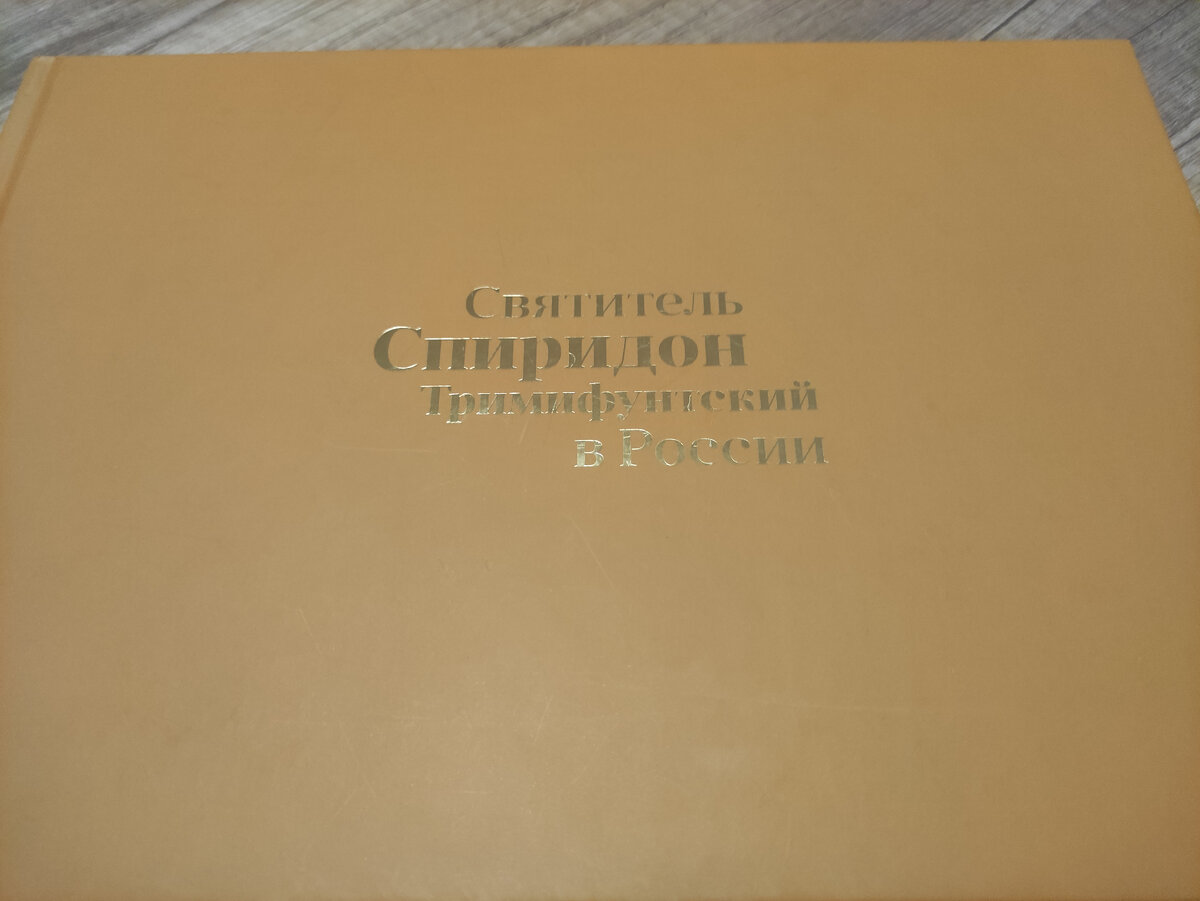 Святитель
Спиридон
Тримифунтский
в России